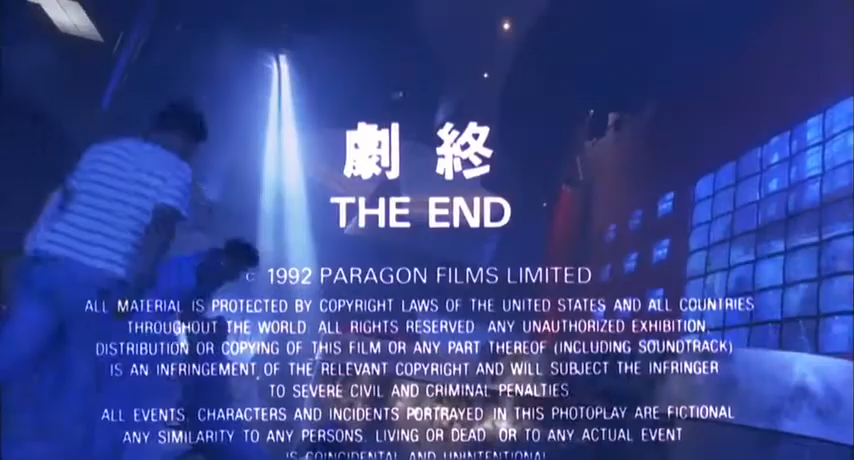 劇 終
THE END
© 1992 PARAGON FILMS LIMITED
ALL MATERIAL IS PROTECTED BY COPYRIGHT LAWS OF THE UNITED STATES AND ALL COUNTRIES
THROUGHOUT THE WORLD. ALL RIGHTS RESERVED. ANY UNAUTHORIZED EXHIBITION,
DISTRIBUTION OR COPYING OF THIS FILM OR ANY PART THEREOF (INCLUDING SOUNDTRACK)
IS AN INFRINGEMENT OF THE RELEVANT COPYRIGHT AND WILL SUBJECT THE INFRINGER
TO SEVERE CIVIL AND CRIMINAL PENALTIES.
ALL EVENTS, CHARACTERS AND INCIDENTS PORTRAYED IN THIS PHOTOPLAY ARE FICTIONAL
ANY SIMILARITY TO ANY PERSONS, LIVING OR DEAD, OR TO ANY ACTUAL EVENT
IS COINCIDENTAL AND UNINTENTIONAL